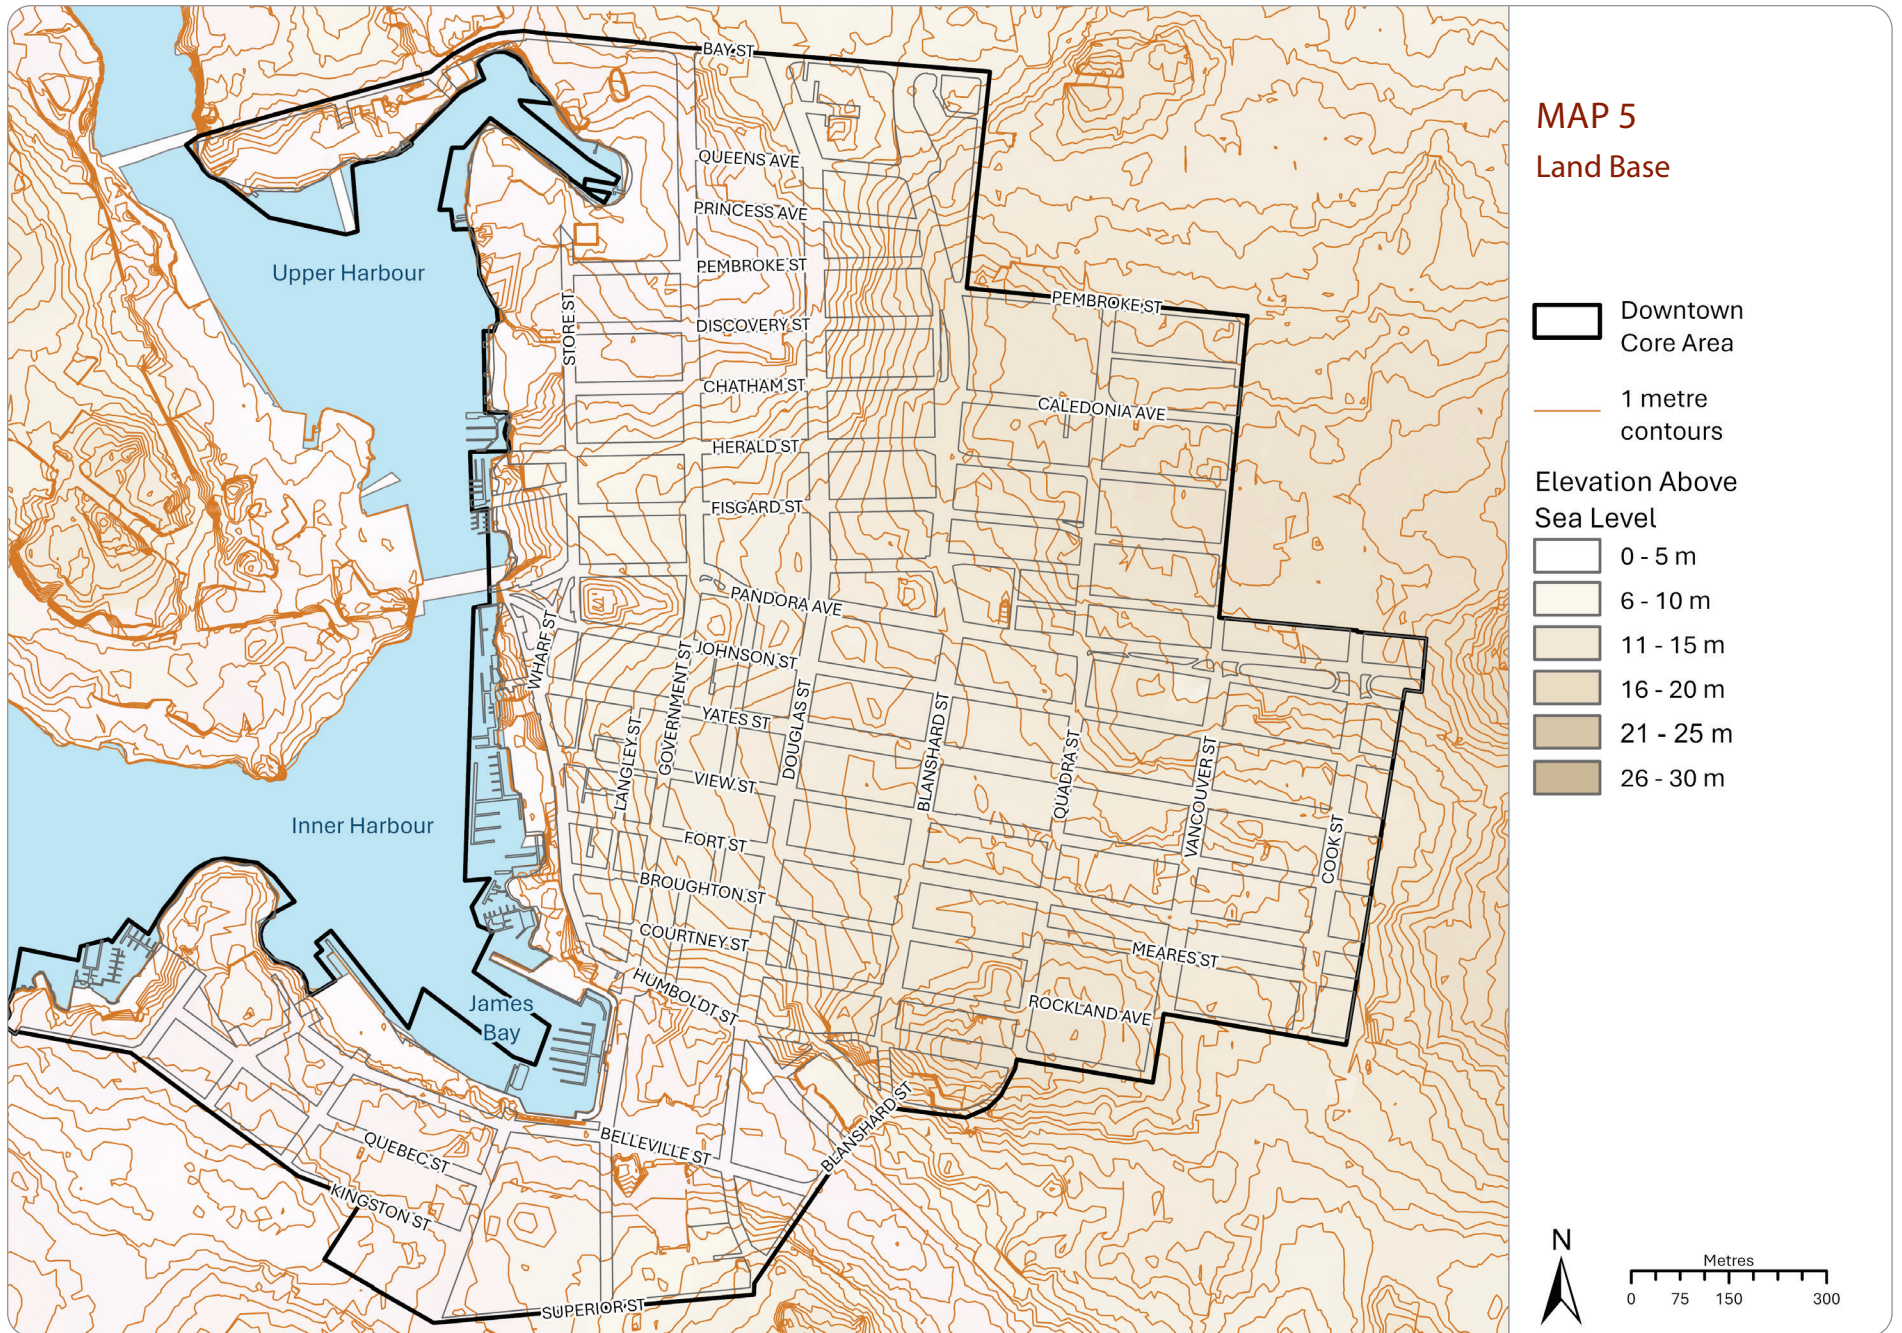 MAP 5
Land Base
Downtown
Core Area
1 metre
contours
Elevation Above
Sea Level
0 - 5 m
6 - 10 m
11 - 15 m
16 - 20 m
21 - 25 m
26 - 30 m
N
Metres
0 75 150 300
BAY ST
QUEENS AVE
PRINCESS AVE
PEMBROKE ST
PEMBROKE ST
Upper Harbour
STORE ST
DISCOVERY ST
CHATHAM ST
CALEDONIA AVE
HERALD ST
FISGARD ST
PANDORA AVE
WHARF ST
JOHNSON ST
GOVERNMENT ST
LANGLEY ST
YATES ST
DOUGLAS ST
BLANSHARD ST
QUADRA ST
VANCOUVER ST
COOK ST
VIEW ST
Inner Harbour
FORT ST
BROUGHTON ST
COURTNEY ST
MEARES ST
HUMBOLDT ST
ROCKLAND AVE
James
Bay
BLANSHARD ST
BELLEVILLE ST
QUEBEC ST
KINGSTON ST
SUPERIOR ST